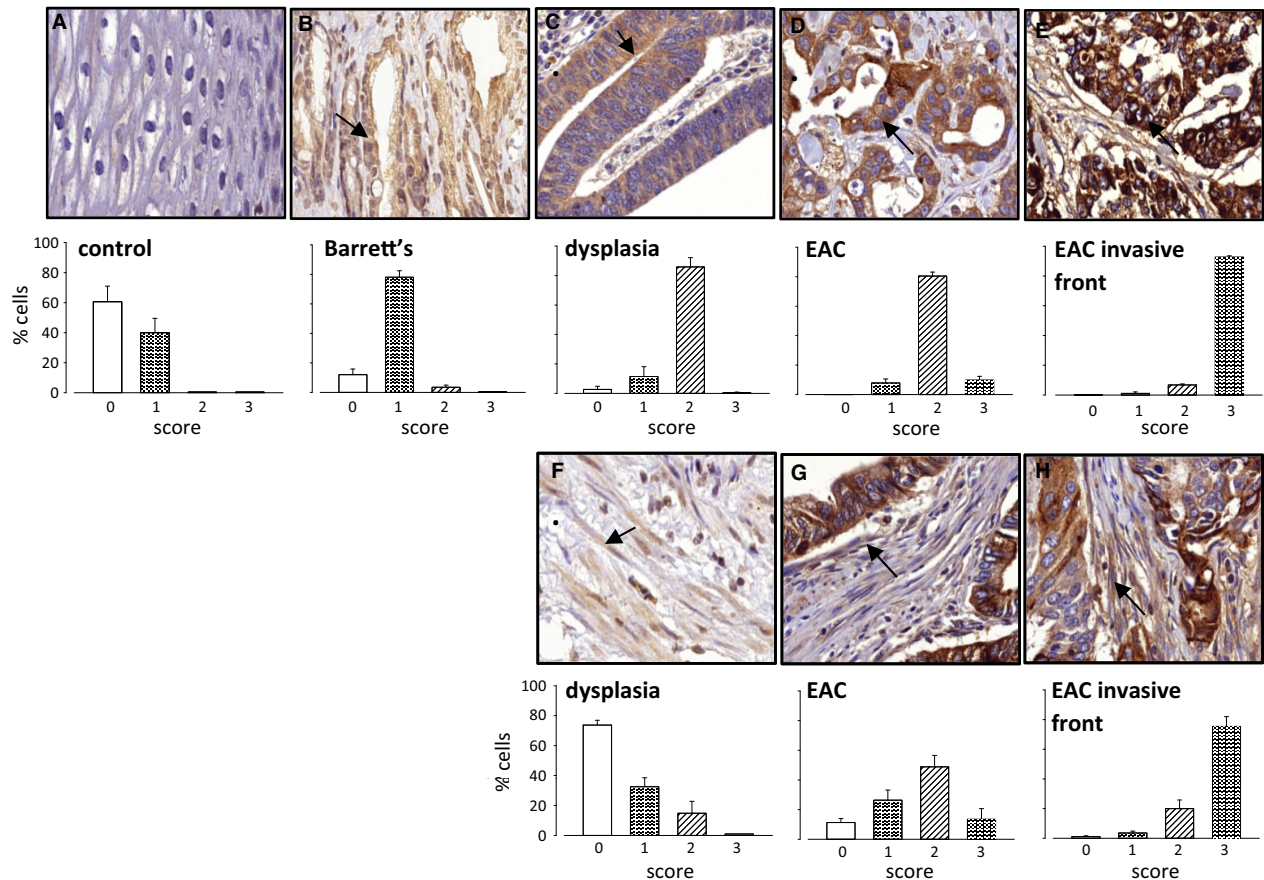 A B C D E
control Barrett's dysplasia EAC EAC invasive
front
% cells
100
80
60
40
20
0
0 1 2 3 0 1 2 3 0 1 2 3 0 1 2 3 0 1 2 3
score score score score score
F G H
dysplasia EAC EAC invasive
front
% cells
100
80
60
40
20
0
0 1 2 3 0 1 2 3 0 1 2 3
score score score